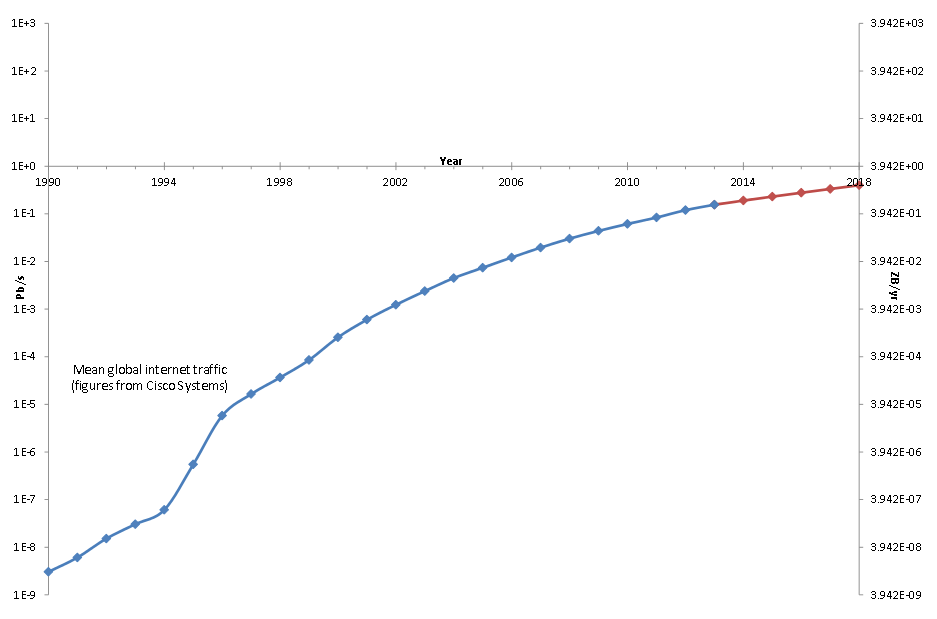 1E+3
3.942E+03
1E+2
3.942E+02
1E+1
3.942E+01
Year
1E+0
3.942E+00
1990 1994 1998 2002 2006 2010 2014 2018
1E-1
3.942E-01
1E-2
3.942E-02
Pb/s
ZB/yr
1E-3
3.942E-03
1E-4
3.942E-04
Mean global internet traffic
(figures from Cisco Systems)
1E-5
3.942E-05
1E-6
3.942E-06
1E-7
3.942E-07
1E-8
3.942E-08
1E-9
3.942E-09